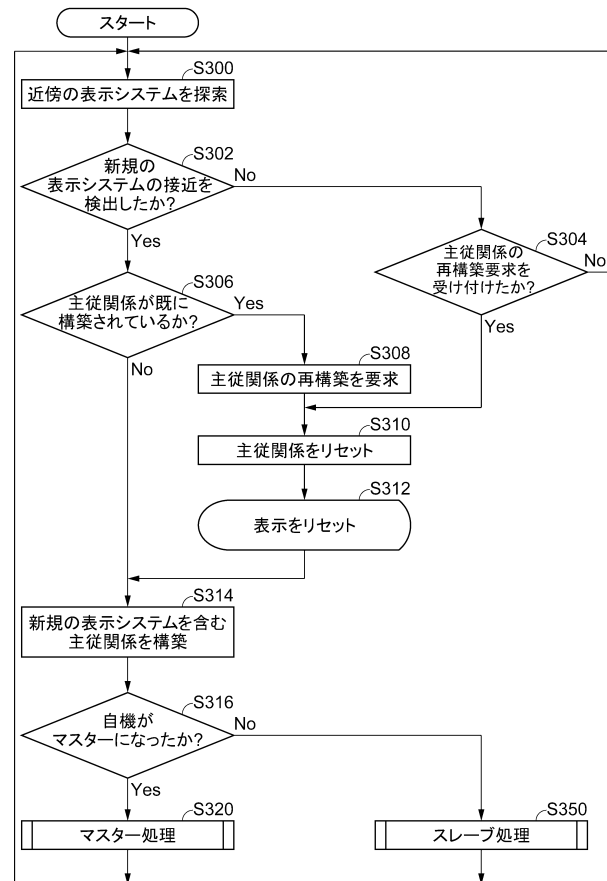 スタート
S300
近傍の表示システムを探索
S302
新規の
表示システムの接近を
検出したか?
No
Yes
S304
主従関係の
再構築要求を
受け付けたか?
No
Yes
S306
主従関係が既に
構築されているか?
Yes
No
S308
主従関係の再構築を要求
S310
主従関係をリセット
S312
表示をリセット
S314
新規の表示システムを含む
主従関係を構築
S316
自機が
マスターになったか?
No
Yes
S320
マスター処理
S350
スレーブ処理